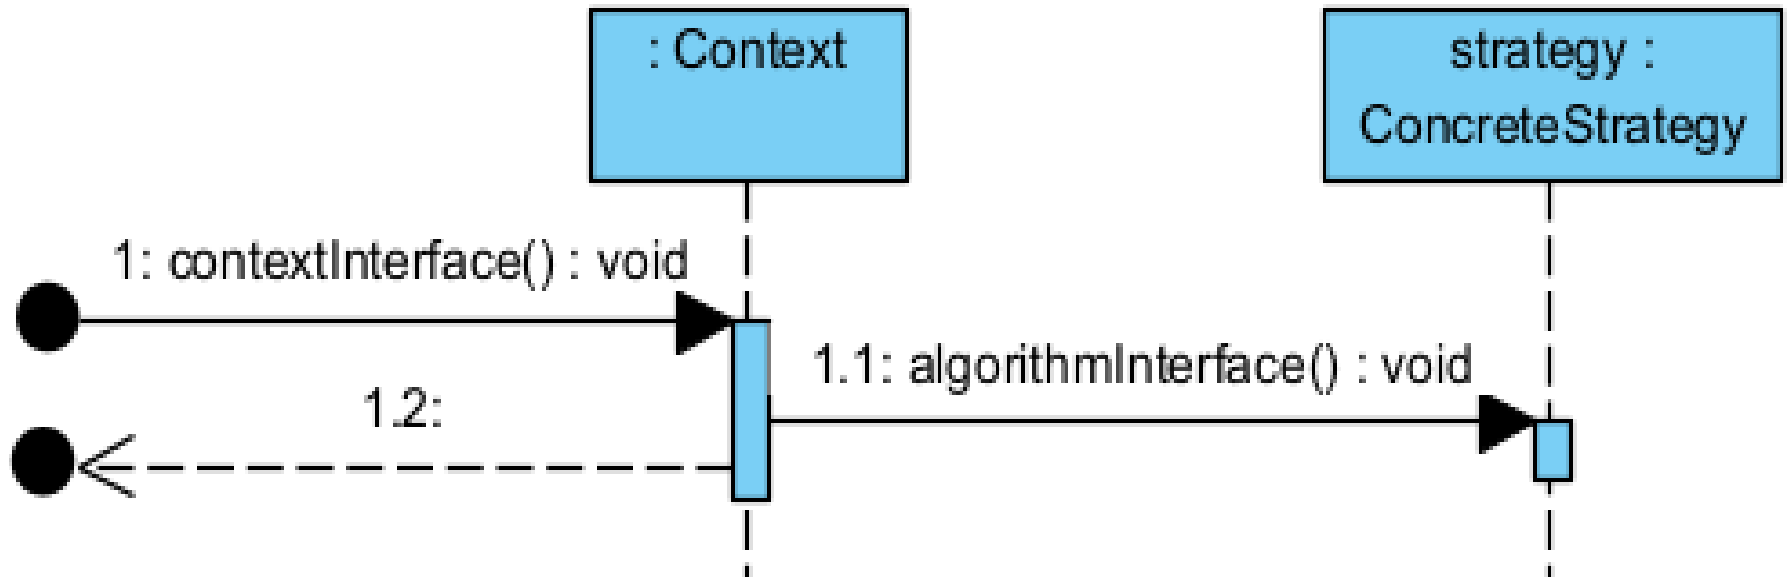 : Context
strategy :
ConcreteStrategy
1: contextInterface() : void
1.1: algorithmInterface() : void
1.2: